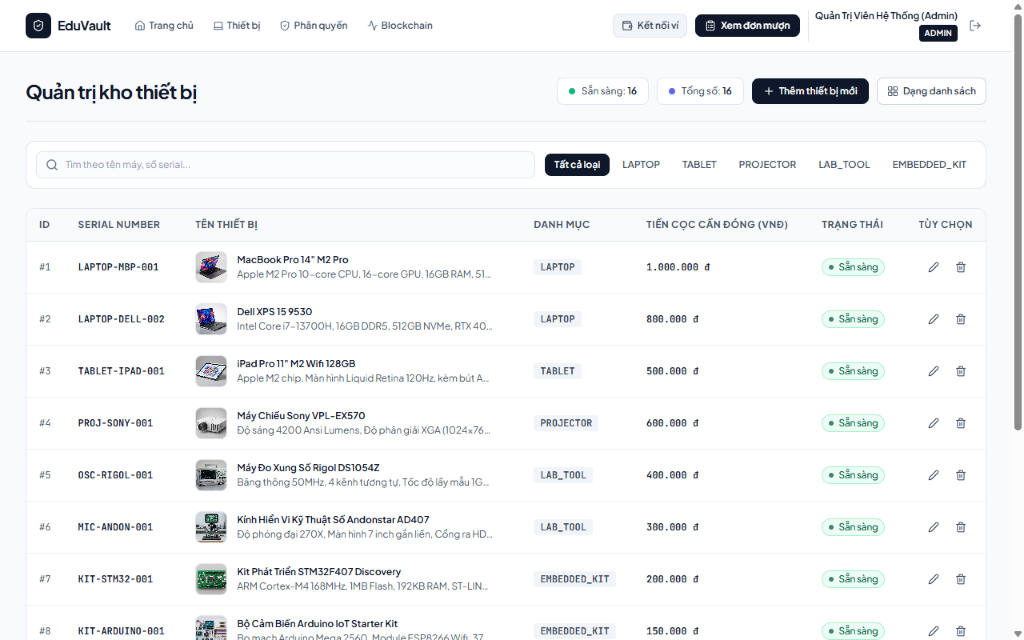 EduVault
Trang chủ
Thiết bị
Phân quyền
Blockchain
Kết nối ví
Xem đơn mượn
Quản Trị Viên Hệ Thống (Admin)
ADMIN
Quản trị kho thiết bị
Sẵn sàng: 16
Tổng số: 16
Thêm thiết bị mới
Dạng danh sách
Tìm theo tên máy, số serial...
Tất cả loại
LAPTOP
TABLET
PROJECTOR
LAB_TOOL
EMBEDDED_KIT
ID SERIAL NUMBER TÊN THIẾT BỊ DANH MỤC TIỀN CỌC CẦN ĐÓNG (VNĐ) TRẠNG THÁI TÙY CHỌN
#1 LAPTOP-MBP-001 MacBook Pro 14" M2 Pro LAPTOP 1.000.000 đ Sẵn sàng
Apple M2 Pro 10-core CPU, 16-core GPU, 16GB RAM, 51...
#2 LAPTOP-DELL-002 Dell XPS 15 9530 LAPTOP 800.000 đ Sẵn sàng
Intel Core i7-13700H, 16GB DDR5, 512GB NVMe, RTX 40...
#3 TABLET-IPAD-001 iPad Pro 11" M2 Wifi 128GB TABLET 500.000 đ Sẵn sàng
Apple M2 chip, Màn hình Liquid Retina 120Hz, kèm bút A...
#4 PROJ-SONY-001 Máy Chiếu Sony VPL-EX570 PROJECTOR 600.000 đ Sẵn sàng
Độ sáng 4200 Ansi Lumens, Độ phân giải XGA (1024x76...
#5 OSC-RIGOL-001 Máy Đo Xung Số Rigol DS1054Z LAB_TOOL 400.000 đ Sẵn sàng
Băng thông 50MHz, 4 kênh tương tự, Tốc độ lấy mẫu 1G...
#6 MIC-ANDON-001 Kính Hiển Vi Kỹ Thuật Số Andonstar AD407 LAB_TOOL 300.000 đ Sẵn sàng
Độ phóng đại 270X, Màn hình 7 inch gắn liền, Cổng ra HD...
#7 KIT-STM32-001 Kit Phát Triển STM32F407 Discovery EMBEDDED_KIT 200.000 đ Sẵn sàng
ARM Cortex-M4 168MHz, 1MB Flash, 192KB RAM, ST-LIN...
#8 KIT-ARDUINO-001 Bộ Cảm Biến Arduino IoT Starter Kit EMBEDDED_KIT 150.000 đ Sẵn sàng
Bo mạch Arduino Mega 2560, Module ESP8266 Wifi, 37